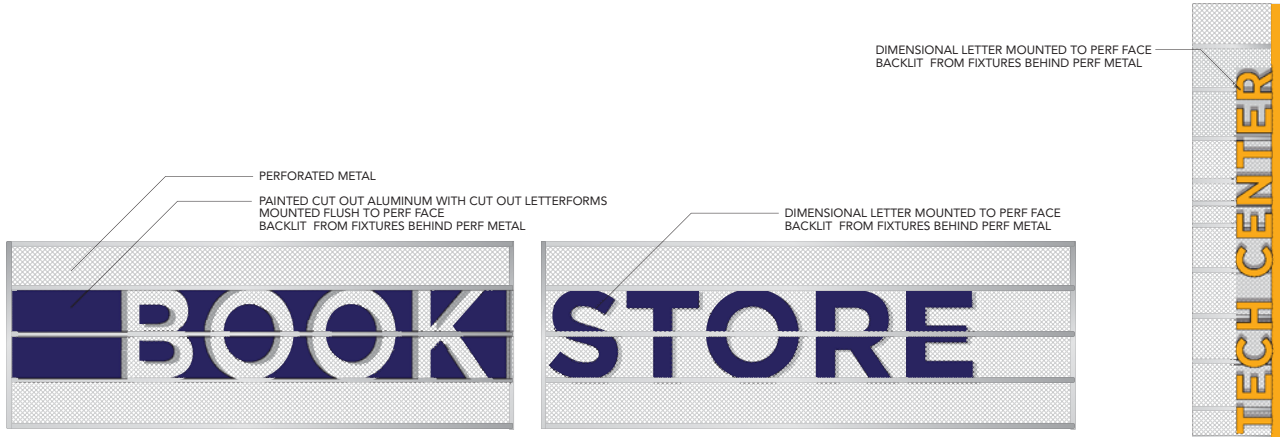 DIMENSIONAL LETTER MOUNTED TO PERF FACE
BACKLIT FROM FIXTURES BEHIND PERF METAL
PERFORATED METAL
PAINTED CUT OUT ALUMINUM WITH CUT OUT LETTERFORMS
MOUNTED FLUSH TO PERF FACE
BACKLIT FROM FIXTURES BEHIND PERF METAL
DIMENSIONAL LETTER MOUNTED TO PERF FACE
BACKLIT FROM FIXTURES BEHIND PERF METAL
BOOK STORE
TECH CENTER